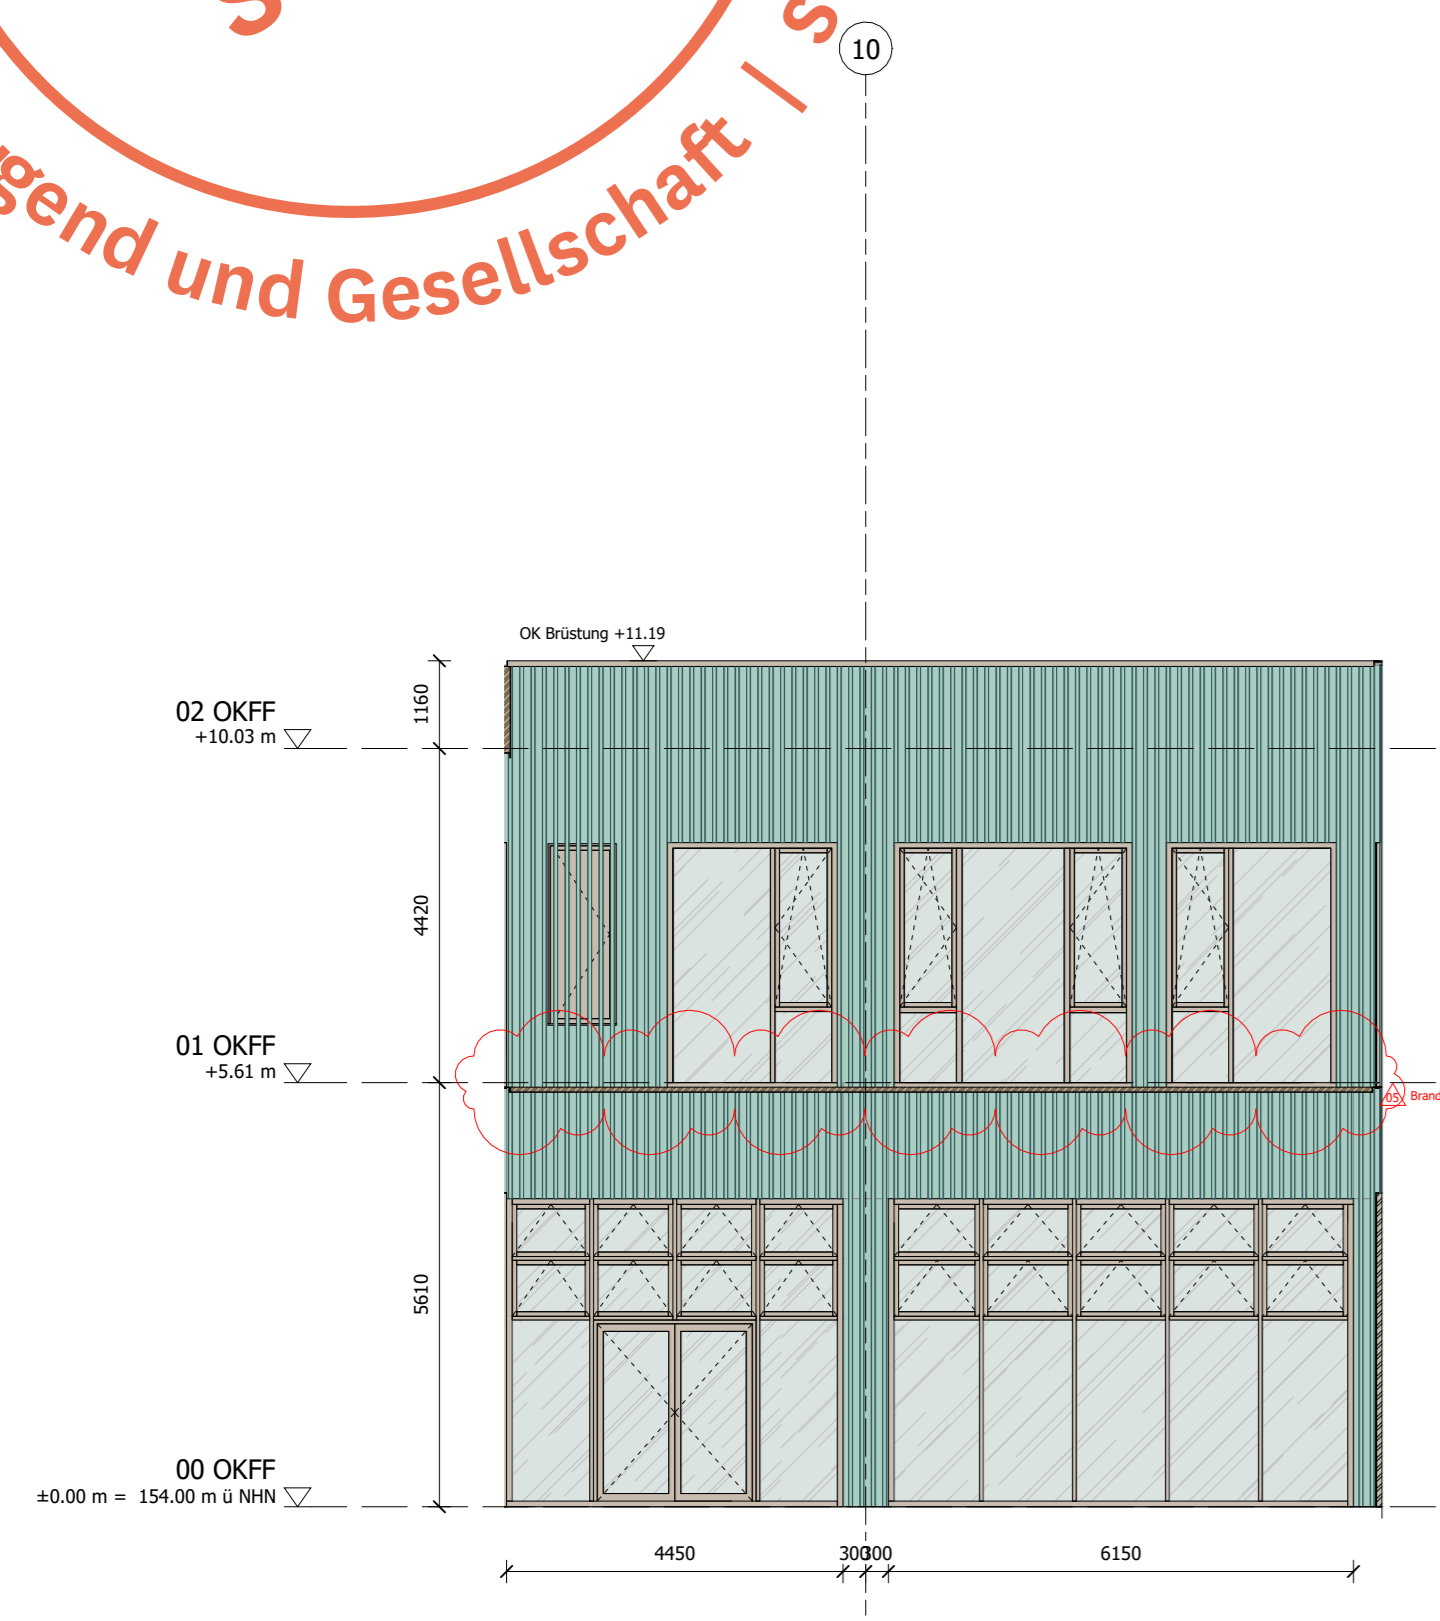 gend und Gesellschaft |
10
OK Brüstung +11.19
1160
02 OKFF
+10.03 m
4420
01 OKFF
+5.61 m
05 Brand
5610
00 OKFF
±0.00 m = 154.00 m ü NHN
4450
300
300
6150